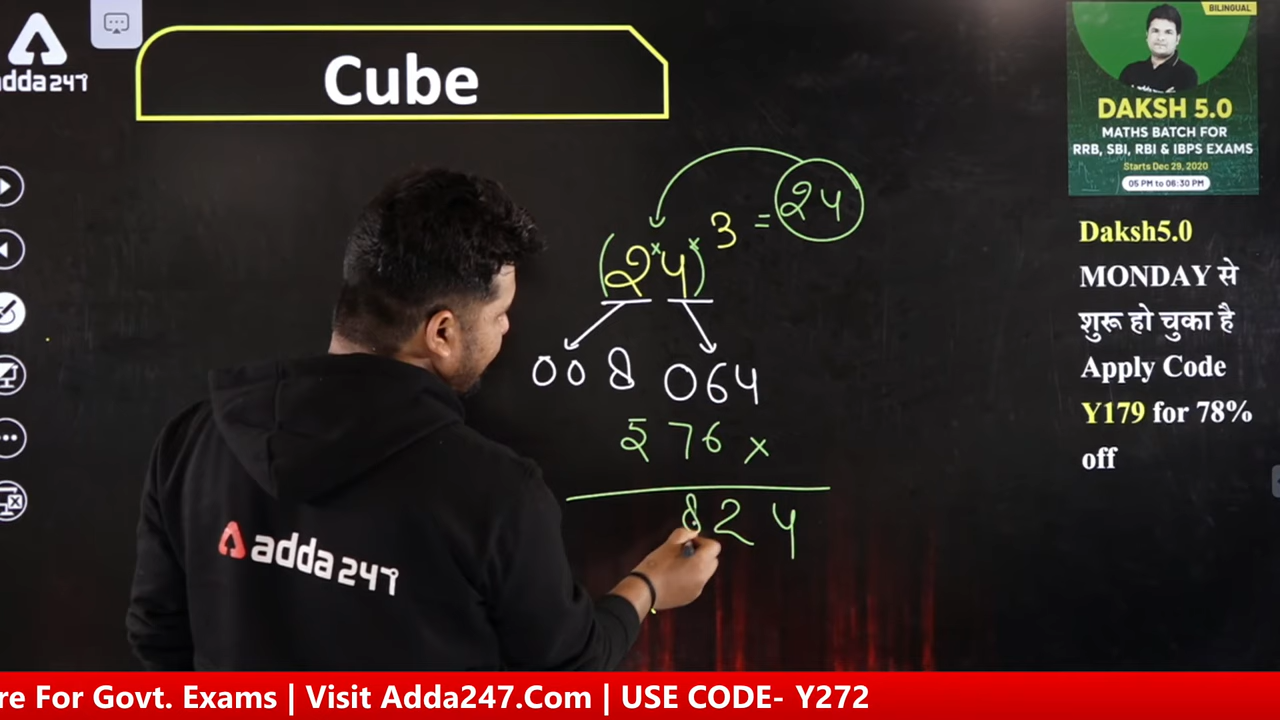 adda247
Cube
(24)³ = 24
008 064
576 ×
824
adda247
BILINGUAL
DAKSH 5.0
MATHS BATCH FOR
RRB, SBI, RBI & IBPS EXAMS
Starts Dec 29, 2020
05 PM to 06:30 PM
Daksh5.0
MONDAY से
शुरू हो चुका है
Apply Code
Y179 for 78%
off
re For Govt. Exams | Visit Adda247.Com | USE CODE- Y272